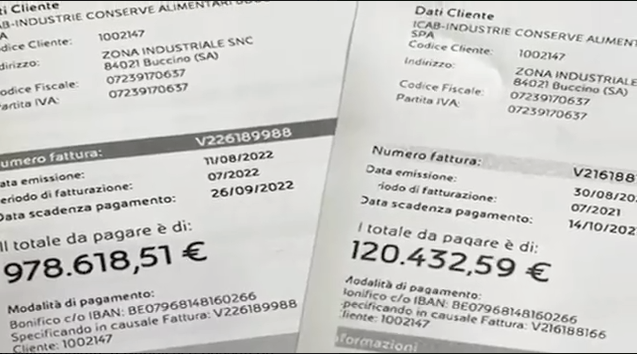 Dati Cliente
ICAB-INDUSTRIE CONSERVE ALIMENTARI
SPA
Codice Cliente: 1002147
Indirizzo: ZONA INDUSTRIALE SNC
84021 Buccino (SA)
Codice Fiscale: 07239170637
Partita IVA: 07239170637
Numero fattura: V226189988
Data emissione: 11/08/2022
Periodo di fatturazione: 07/2022
Data scadenza pagamento: 26/09/2022
Il totale da pagare è di:
978.618,51 €
Modalità di pagamento:
Bonifico c/o IBAN: BE07968148160266
Specificando in causale Fattura: V226189988
Cliente: 1002147
Dati Cliente
ICAB-INDUSTRIE CONSERVE ALIMENT
SPA
Codice Cliente: 1002147
Indirizzo: ZONA INDUSTRIALE
84021 Buccino (SA)
Codice Fiscale: 07239170637
Partita IVA: 07239170637
Numero fattura: V216188
Data emissione: 30/08/20
Periodo di fatturazione: 07/2021
Data scadenza pagamento: 14/10/202
Il totale da pagare è di:
120.432,59 €
Modalità di pagamento:
Bonifico c/o IBAN: BE07968148160266
Specificando in causale Fattura: V216188166
Cliente: 1002147
Informazioni